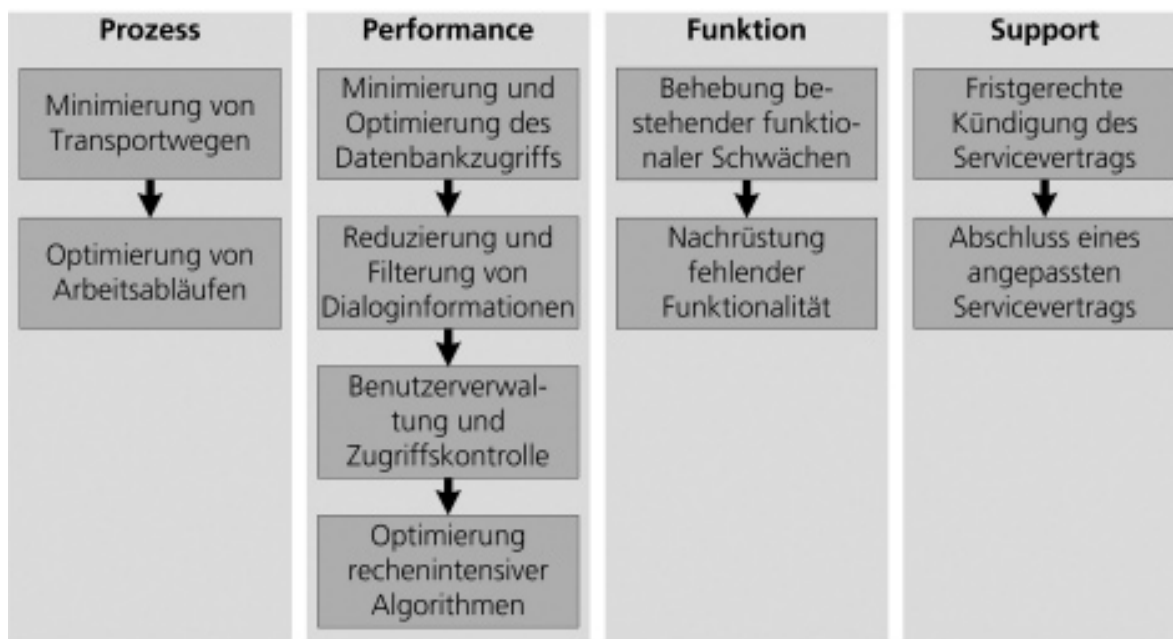 Prozess
Minimierung von
Transportwegen
Optimierung von
Arbeitsabläufen
Performance
Minimierung und
Optimierung des
Datenbankzugriffs
Reduzierung und
Filterung von
Dialoginformationen
Benutzerverwal-
tung und
Zugriffskontrolle
Optimierung
rechenintensiver
Algorithmen
Funktion
Behebung be-
stehender funktio-
naler Schwächen
Nachrüstung
fehlender
Funktionalität
Support
Fristgerechte
Kündigung des
Servicevertrags
Abschluss eines
angepassten
Servicevertrags